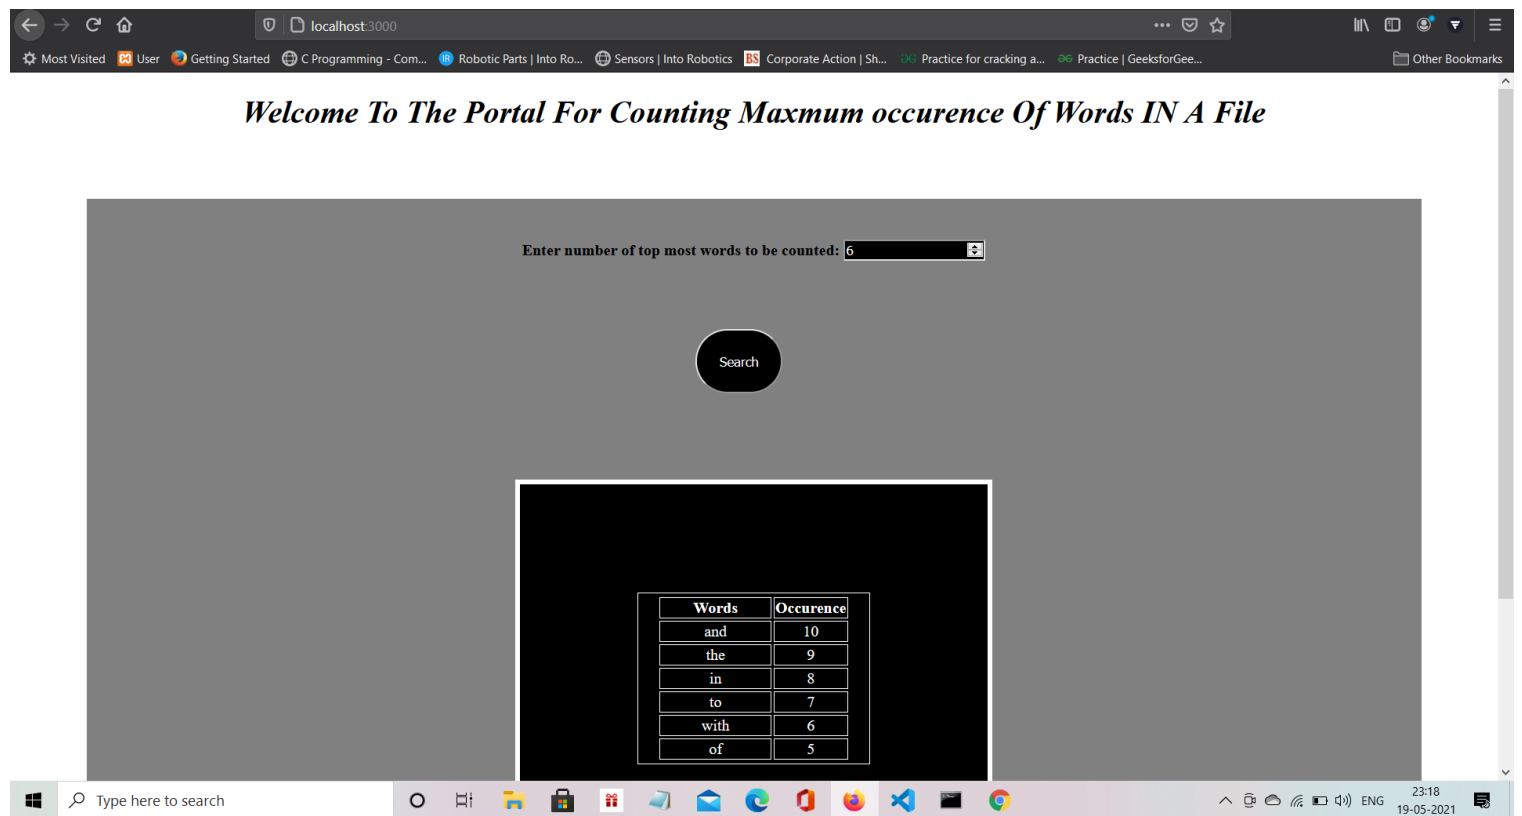 localhost:3000
Most Visited User Getting Started C Programming - Com... Robotic Parts | Into Ro... Sensors | Into Robotics BS Corporate Action | Sh... Practice for cracking a... Practice | GeeksforGee... Other Bookmarks
Welcome To The Portal For Counting Maxmum occurence Of Words IN A File
Enter number of top most words to be counted: 6
Search
Words Occurence
and 10
the 9
in 8
to 7
with 6
of 5
Type here to search
ENG
23:18
19-05-2021